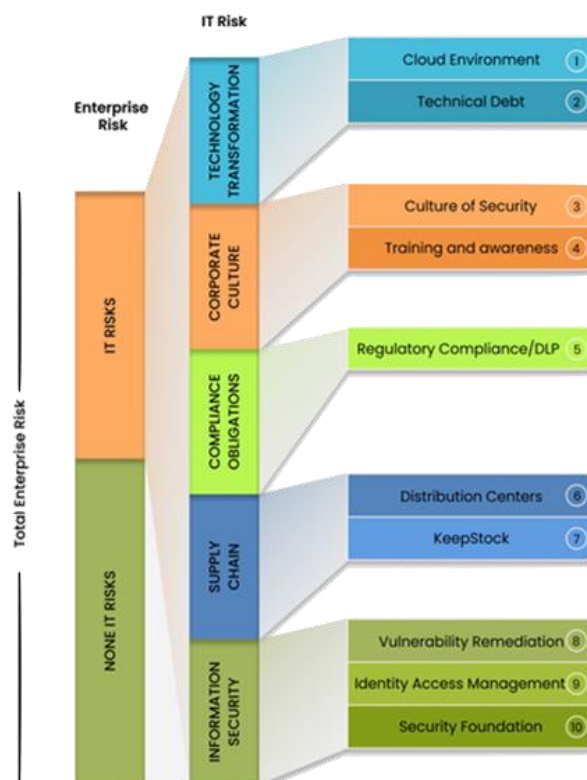 IT Risk
Enterprise
Risk
Total Enterprise Risk
IT RISKS
NONE IT RISKS
TECHNOLOGY
TRANSFORMATION
Cloud Environment 1
Technical Debt 2
CORPORATE
CULTURE
Culture of Security 3
Training and awareness 4
COMPLIANCE
OBLIGATIONS
Regulatory Compliance/DLP 5
SUPPLY
CHAIN
Distribution Centers 6
KeepStock 7
INFORMATION
SECURITY
Vulnerability Remediation 8
Identity Access Management 9
Security Foundation 10